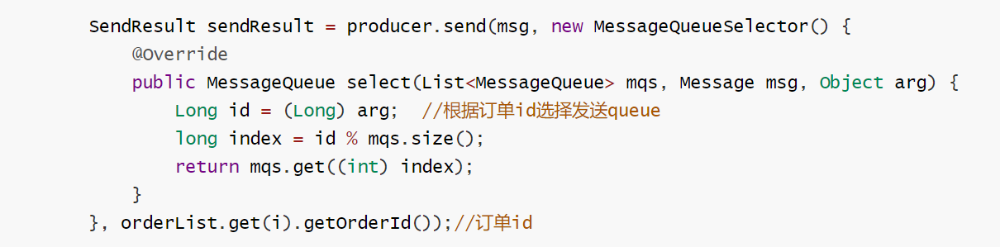 SendResult sendResult = producer.send(msg, new MessageQueueSelector() {
    @Override
    public MessageQueue select(List<MessageQueue> mqs, Message msg, Object arg) {
        Long id = (Long) arg;  //根据订单id选择发送queue
        long index = id % mqs.size();
        return mqs.get((int) index);
    }
}, orderList.get(i).getOrderId());//订单id